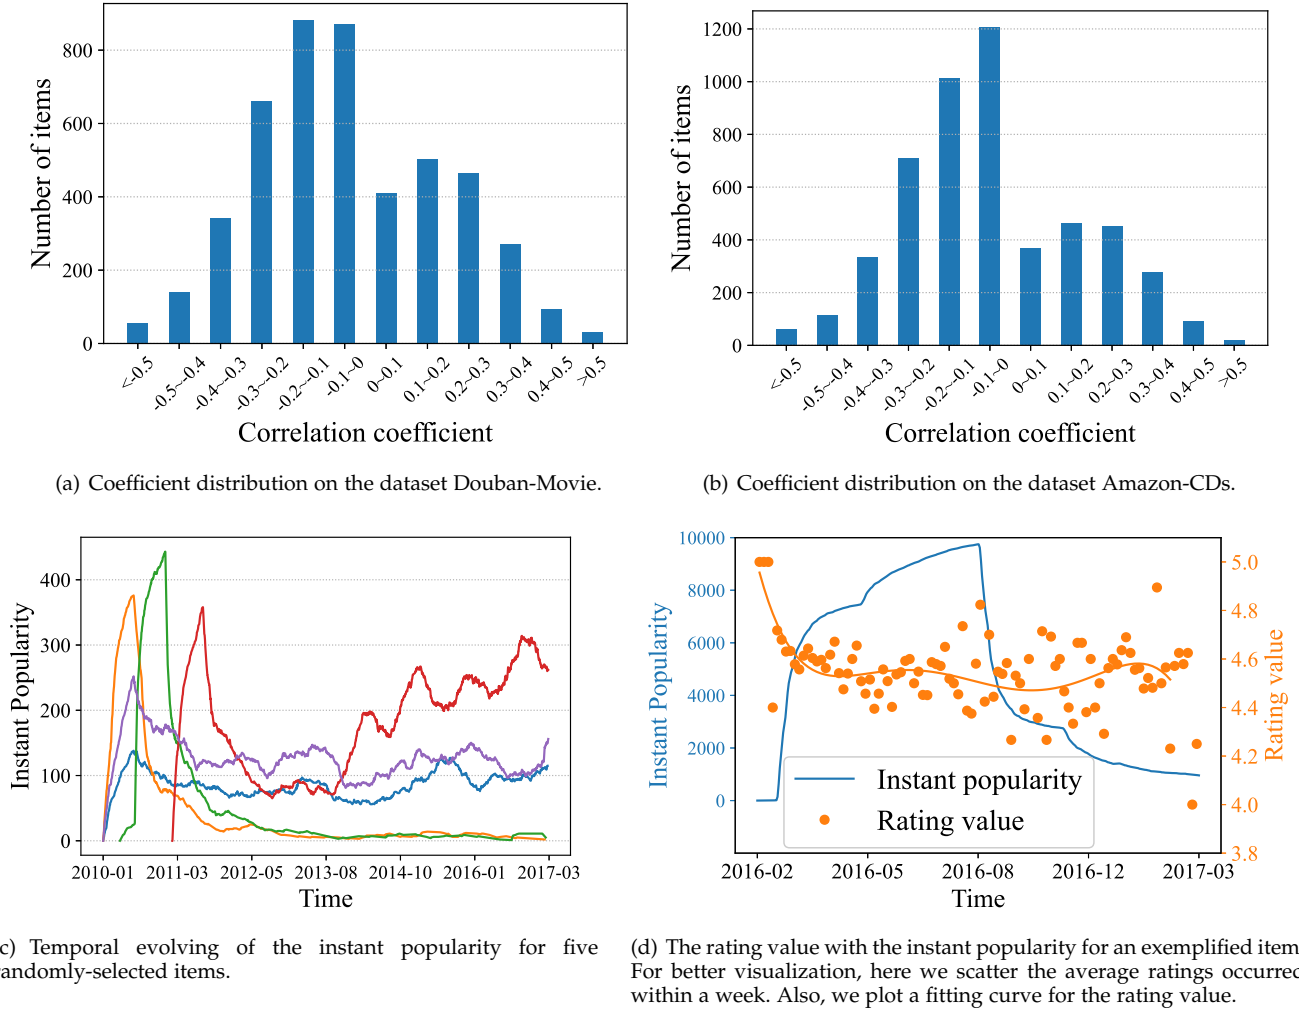 800
600
400
200
0
Number of items
<-0.5
-0.5~-0.4
-0.4~-0.3
-0.3~-0.2
-0.2~-0.1
-0.1~0
0~0.1
0.1~0.2
0.2~0.3
0.3~0.4
0.4~0.5
>0.5
Correlation coefficient
(a) Coefficient distribution on the dataset Douban-Movie.
1200
1000
800
600
400
200
0
Number of items
<-0.5
-0.5~-0.4
-0.4~-0.3
-0.3~-0.2
-0.2~-0.1
-0.1~0
0~0.1
0.1~0.2
0.2~0.3
0.3~0.4
0.4~0.5
>0.5
Correlation coefficient
(b) Coefficient distribution on the dataset Amazon-CDs.
400
300
200
100
0
Instant Popularity
2010-01 2011-03 2012-05 2013-08 2014-10 2016-01 2017-03
Time
c) Temporal evolving of the instant popularity for five
randomly-selected items.
10000
8000
6000
4000
2000
0
Instant Popularity
5.0
4.8
4.6
4.4
4.2
4.0
3.8
Rating value
Instant popularity
Rating value
2016-02 2016-05 2016-08 2016-12 2017-03
Time
(d) The rating value with the instant popularity for an exemplified item
For better visualization, here we scatter the average ratings occurred
within a week. Also, we plot a fitting curve for the rating value.